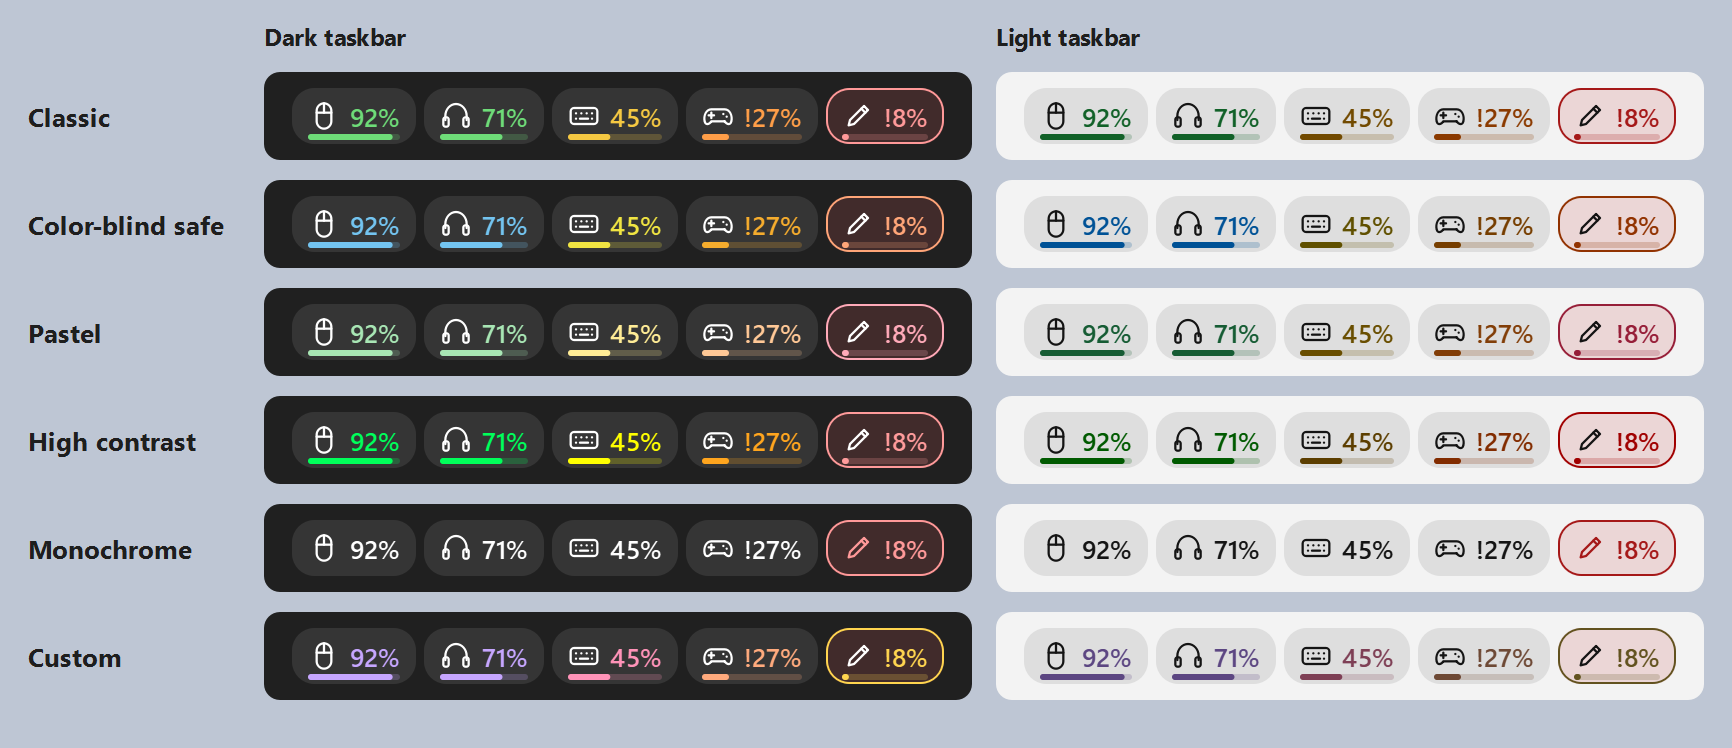 Dark taskbar Light taskbar
Classic 92% 71% 45% !27% !8% 92% 71% 45% !27% !8%
Color-blind safe 92% 71% 45% !27% !8% 92% 71% 45% !27% !8%
Pastel 92% 71% 45% !27% !8% 92% 71% 45% !27% !8%
High contrast 92% 71% 45% !27% !8% 92% 71% 45% !27% !8%
Monochrome 92% 71% 45% !27% !8% 92% 71% 45% !27% !8%
Custom 92% 71% 45% !27% !8% 92% 71% 45% !27% !8%